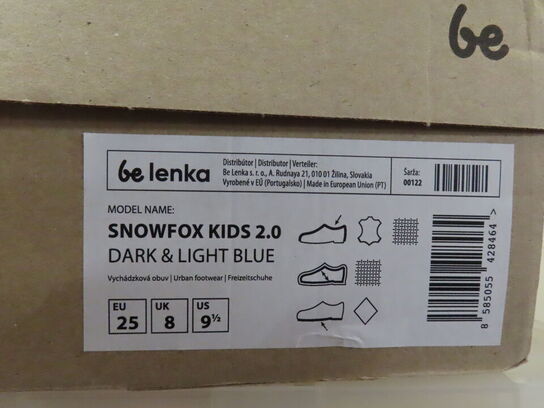 be
be lenka
Distribútor | Distributor | Verteiler:
Be Lenka s. r. o., A. Rudnaya 21, 010 01 Žilina, Slovakia
Vyrobené v EÚ (Portugalsko) | Made in European Union (PT)
Šarža:
00122
MODEL NAME:
SNOWFOX KIDS 2.0
DARK & LIGHT BLUE
Vychádzková obuv | Urban footwear | Freizeitschuhe
EU UK US
25 8 9½
8 585055 428464 >